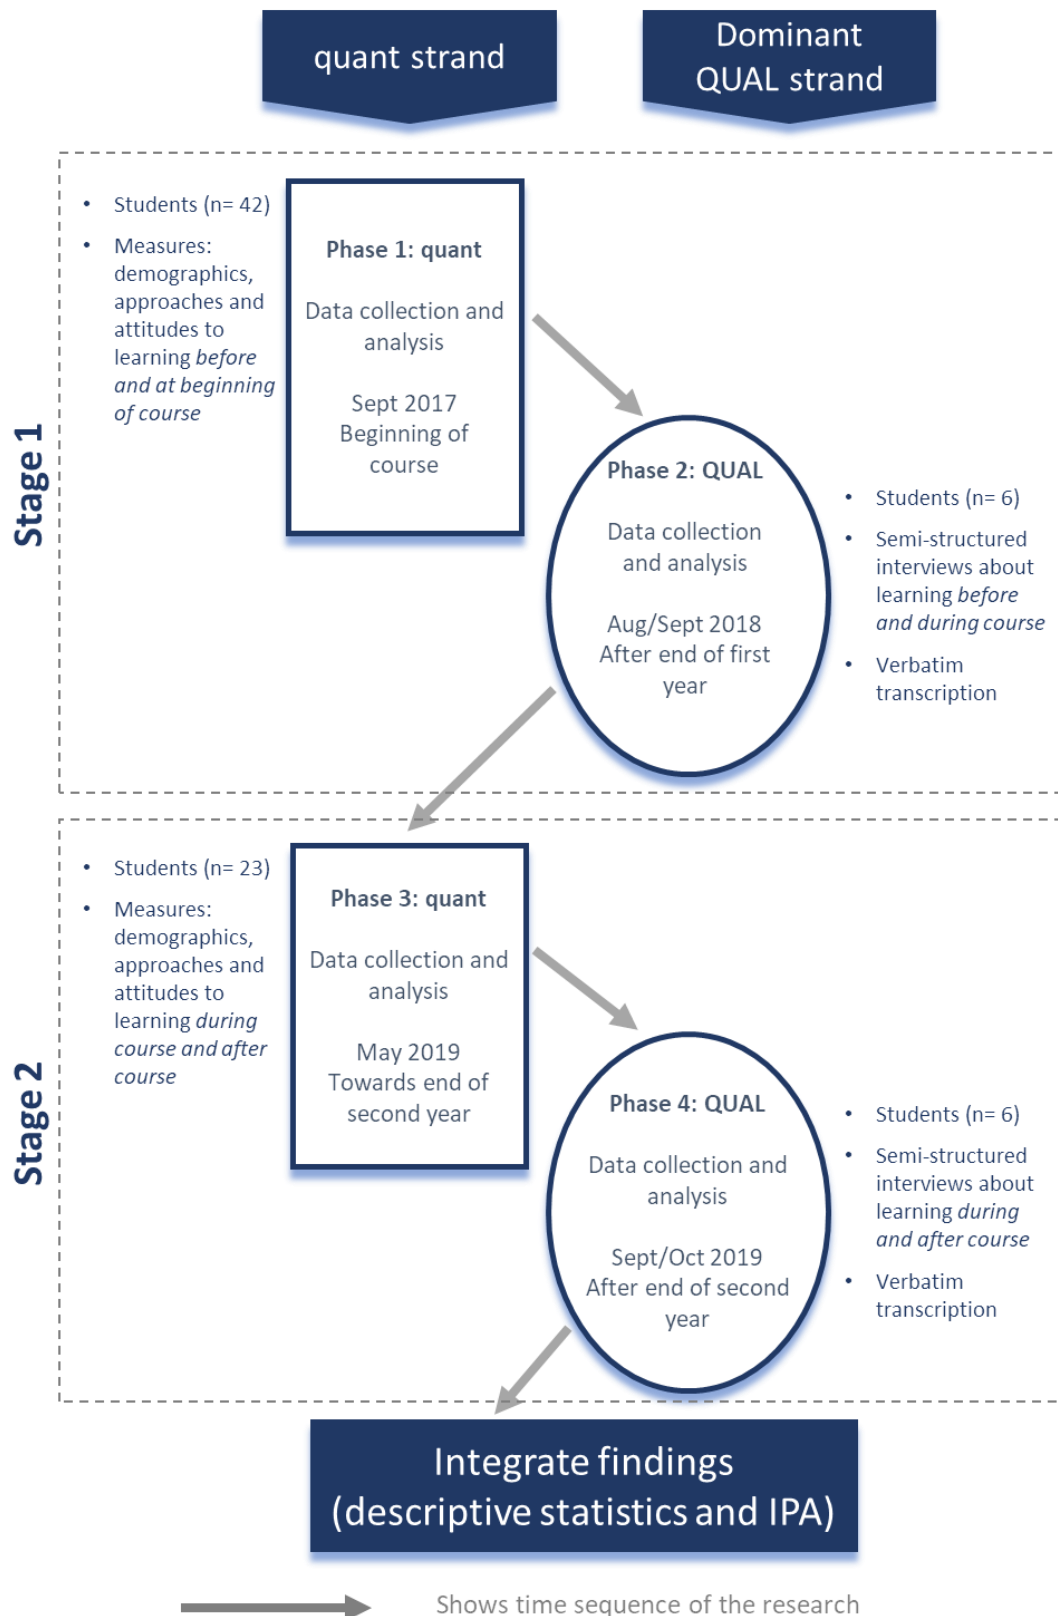 quant strand
Dominant
QUAL strand
Stage 1
• Students (n= 42)
• Measures:
demographics,
approaches and
attitudes to
learning before
and at beginning
of course
Phase 1: quant
Data collection and
analysis
Sept 2017
Beginning of
course
Phase 2: QUAL
Data collection
and analysis
Aug/Sept 2018
After end of first
year
• Students (n= 6)
• Semi-structured
interviews about
learning before
and during course
• Verbatim
transcription
Stage 2
• Students (n= 23)
• Measures:
demographics,
approaches and
attitudes to
learning during
course and after
course
Phase 3: quant
Data collection and
analysis
May 2019
Towards end of
second year
Phase 4: QUAL
Data collection and
analysis
Sept/Oct 2019
After end of second
year
• Students (n= 6)
• Semi-structured
interviews about
learning during
and after course
• Verbatim
transcription
Integrate findings
(descriptive statistics and IPA)
Shows time sequence of the research